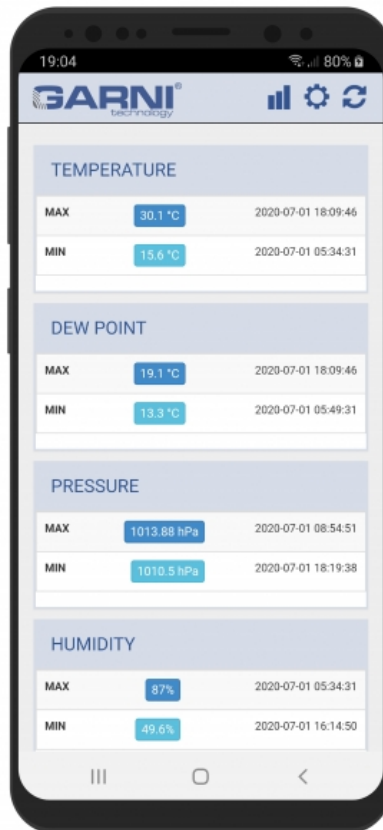 19:04 80%
GARNI®
technology
TEMPERATURE
MAX 30.1 °C 2020-07-01 18:09:46
MIN 15.6 °C 2020-07-01 05:34:31
DEW POINT
MAX 19.1 °C 2020-07-01 18:09:46
MIN 13.3 °C 2020-07-01 05:49:31
PRESSURE
MAX 1013.88 hPa 2020-07-01 08:54:51
MIN 1010.5 hPa 2020-07-01 18:19:38
HUMIDITY
MAX 87% 2020-07-01 05:34:31
MIN 49.6% 2020-07-01 16:14:50